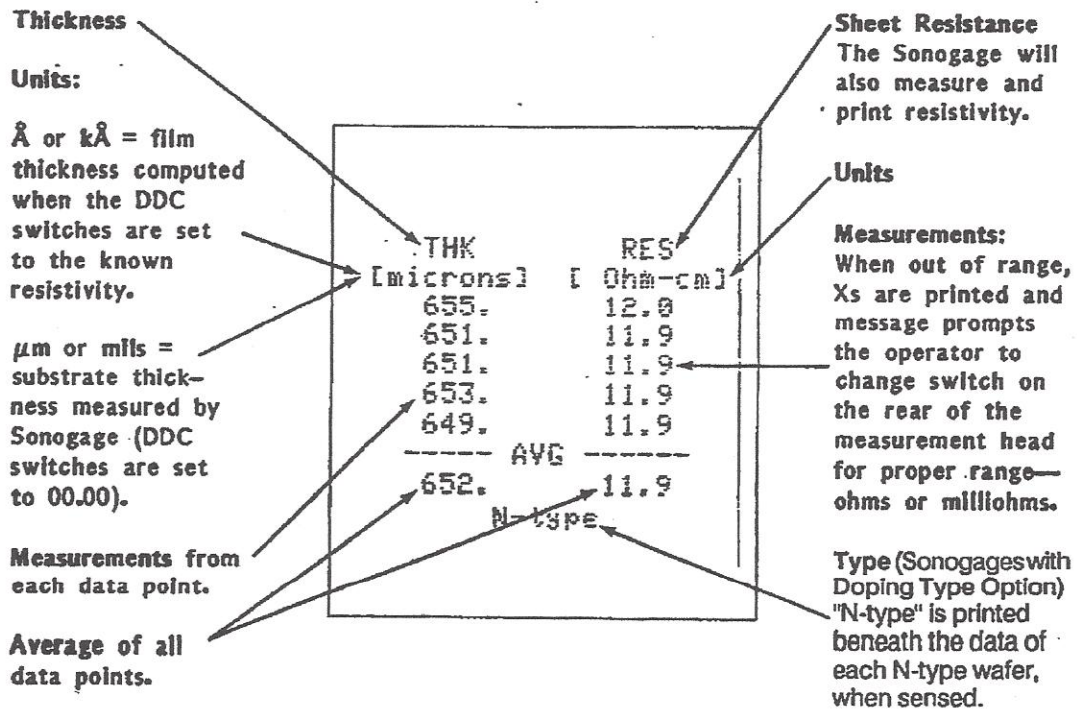 Thickness
Units:
Å or kÅ = film
thickness computed
when the DDC
switches are set
to the known
resistivity.
μm or mils =
substrate thick-
ness measured by
Sonogage (DDC
switches are set
to 00.00).
Measurements from
each data point.
Average of all
data points.
THK RES
[microns] [ Ohm-cm]
655. 12.0
651. 11.9
651. 11.9
653. 11.9
649. 11.9
----- AVG ------
652. 11.9
N-type
Sheet Resistance
The Sonogage will
also measure and
print resistivity.
Units
Measurements:
When out of range,
Xs are printed and
message prompts
the operator to
change switch on
the rear of the
measurement head
for proper range—
ohms or milliohms.
Type (Sonogages with
Doping Type Option)
"N-type" is printed
beneath the data of
each N-type wafer,
when sensed.